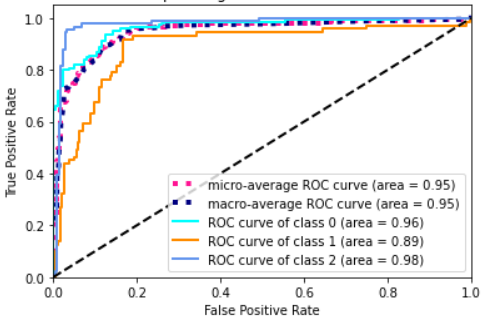 1.0
0.8
0.6
0.4
0.2
0.0
True Positive Rate
micro-average ROC curve (area = 0.95)
macro-average ROC curve (area = 0.95)
ROC curve of class 0 (area = 0.96)
ROC curve of class 1 (area = 0.89)
ROC curve of class 2 (area = 0.98)
0.0 0.2 0.4 0.6 0.8 1.0
False Positive Rate